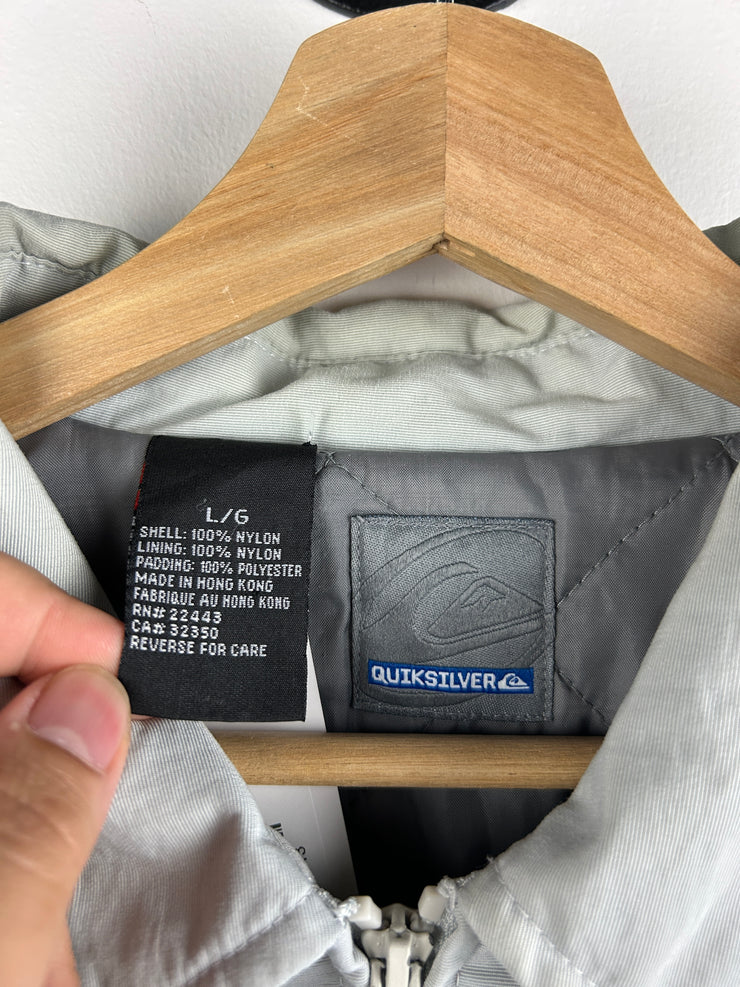 L/G
SHELL: 100% NYLON
LINING: 100% NYLON
PADDING: 100% POLYESTER
MADE IN HONG KONG
FABRIQUE AU HONG KONG
RN# 22443
CA# 32350
REVERSE FOR CARE
QUIKSILVER